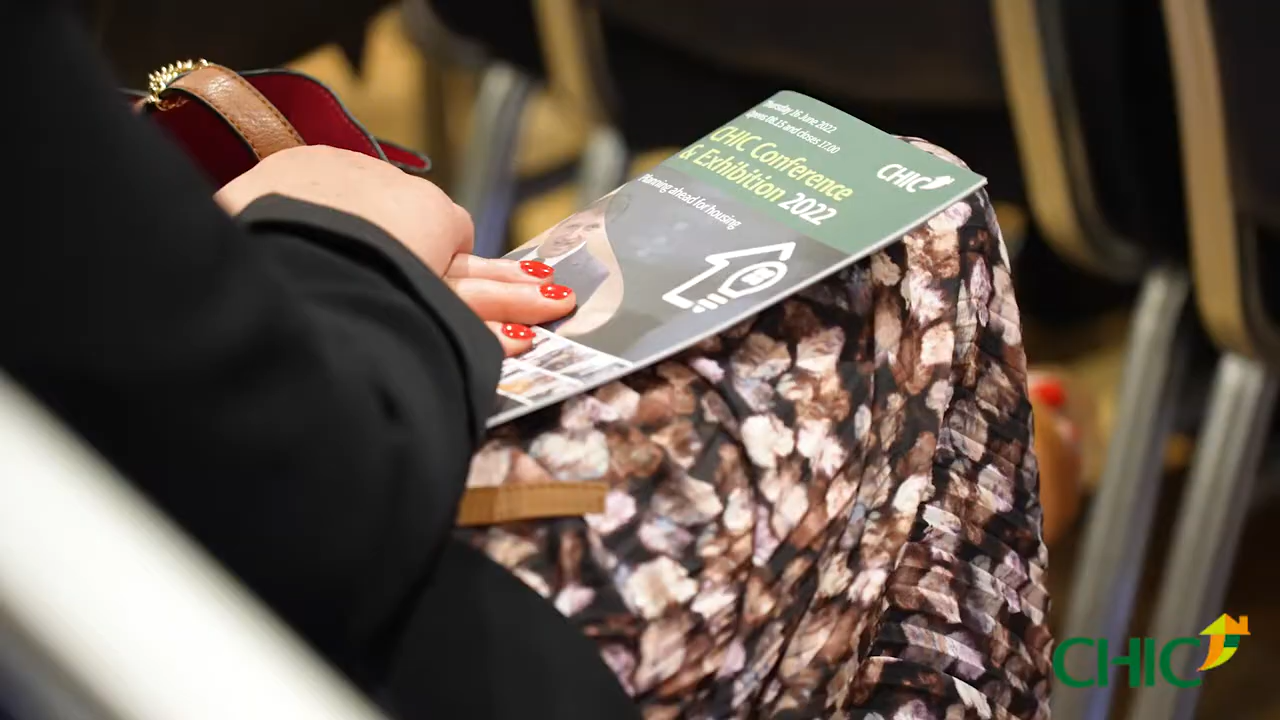 Thursday 16 June 2022
Opens 08.15 and closes 17.00
CHIC Conference
& Exhibition 2022
CHIC
Planning ahead for housing
CHIC